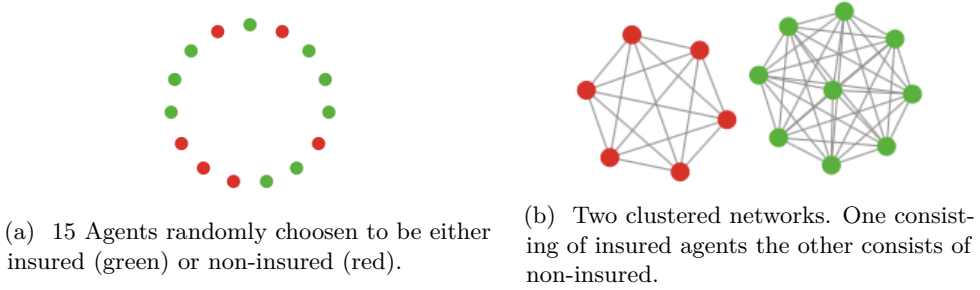 (a) 15 Agents randomly choosen to be either
insured (green) or non-insured (red).
(b) Two clustered networks. One consist-
ing of insured agents the other consists of
non-insured.